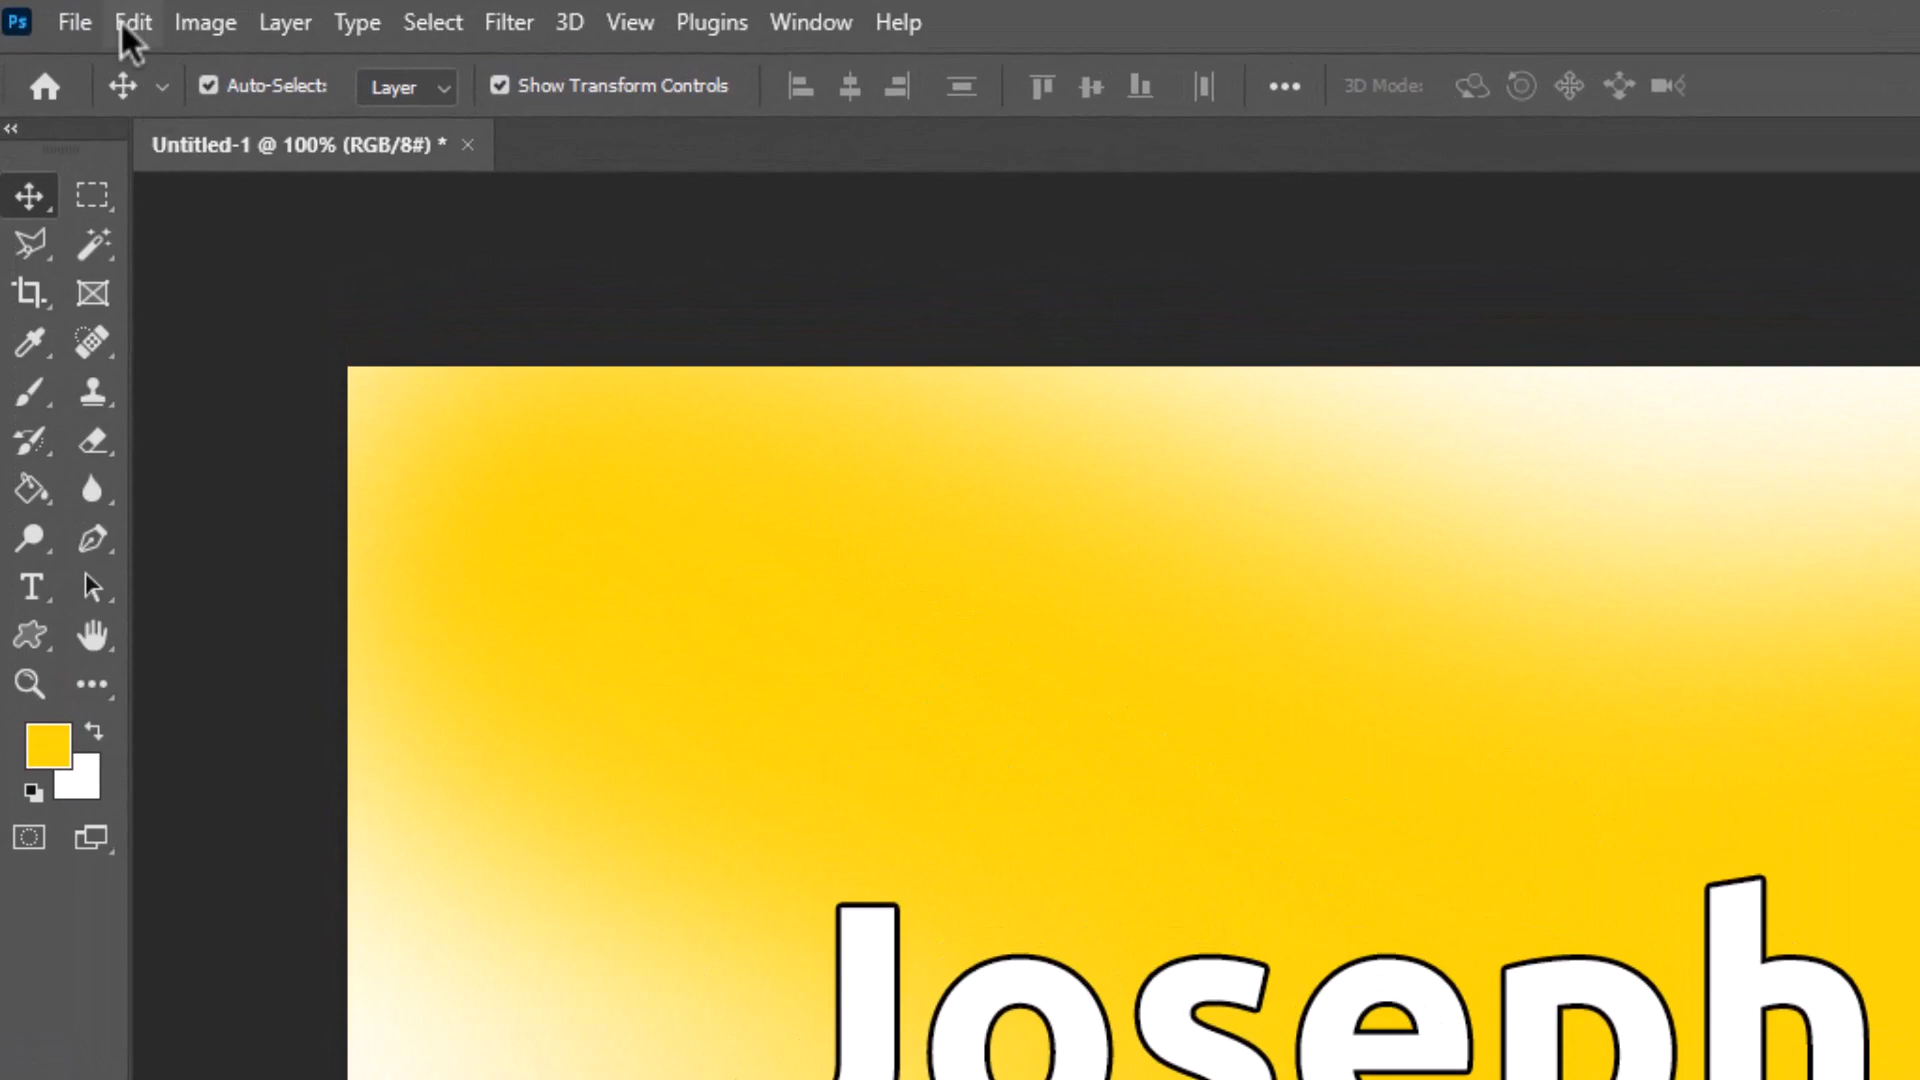 Ps File Edit Image Layer Type Select Filter 3D View Plugins Window Help
Auto-Select: Layer Show Transform Controls 3D Mode:
Untitled-1 @ 100% (RGB/8#) *
Joseph